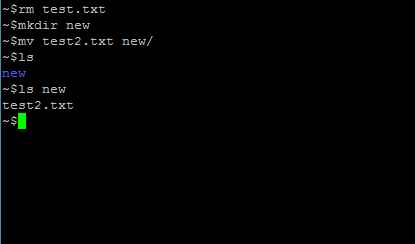 ~$rm test.txt
~$mkdir new
~$mv test2.txt new/
~$ls
new
~$ls new
test2.txt
~$